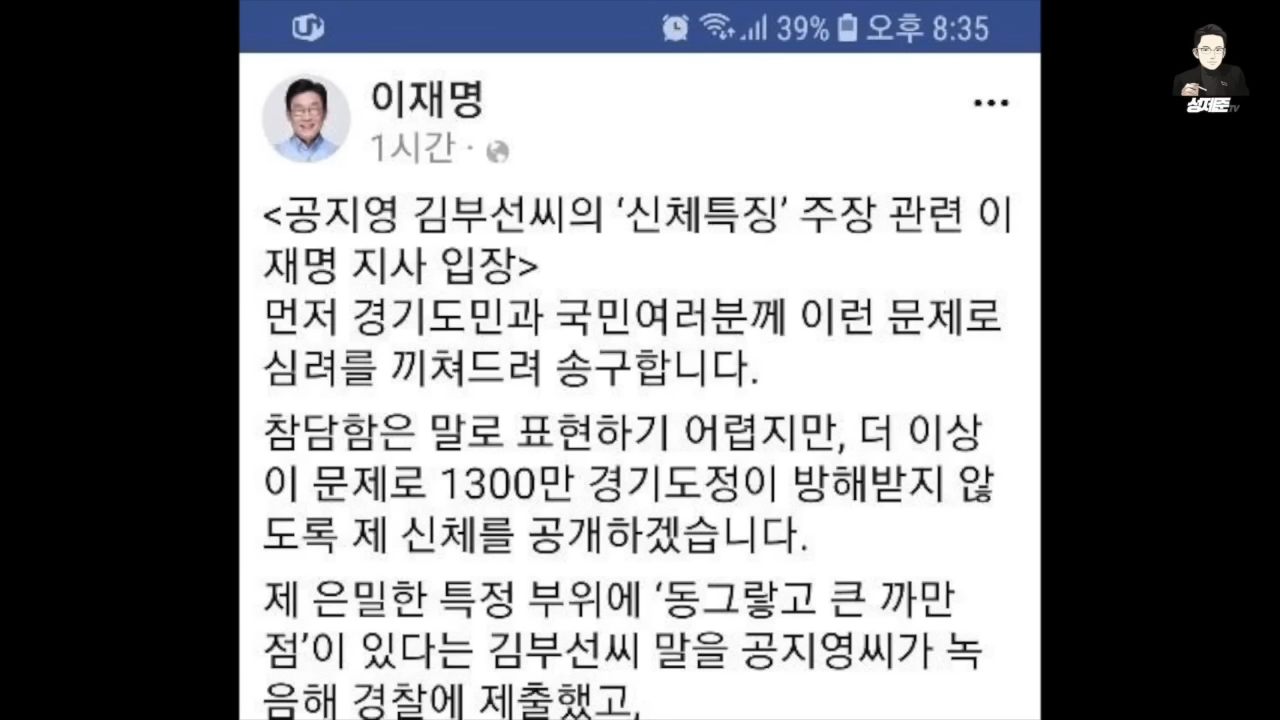 39% 오후 8:35
성제준TV
이재명
1시간 ·
<공지영 김부선씨의 ‘신체특징’ 주장 관련 이
재명 지사 입장>
먼저 경기도민과 국민여러분께 이런 문제로
심려를 끼쳐드려 송구합니다.
참담함은 말로 표현하기 어렵지만, 더 이상
이 문제로 1300만 경기도정이 방해받지 않
도록 제 신체를 공개하겠습니다.
제 은밀한 특정 부위에 ‘동그랗고 큰 까만
점’이 있다는 김부선씨 말을 공지영씨가 녹
음해 경찰에 제출했고,